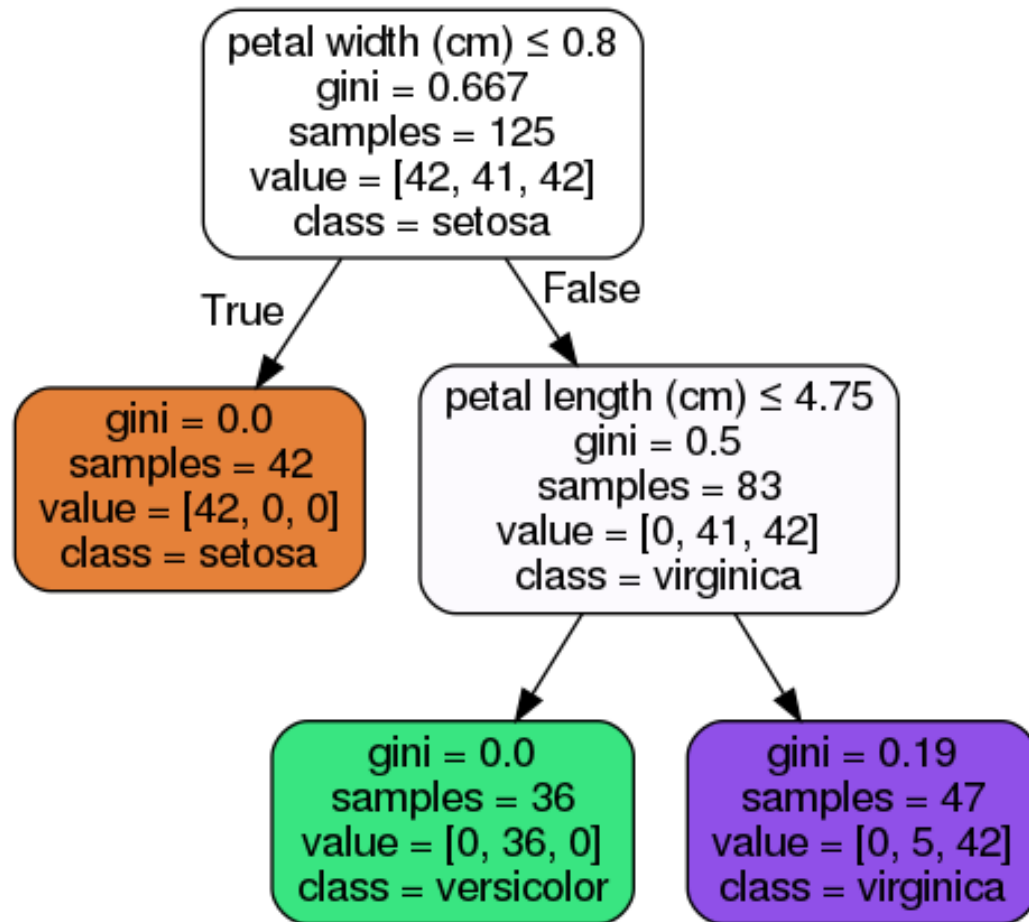 petal width (cm) ≤ 0.8
gini = 0.667
samples = 125
value = [42, 41, 42]
class = setosa
True
False
gini = 0.0
samples = 42
value = [42, 0, 0]
class = setosa
petal length (cm) ≤ 4.75
gini = 0.5
samples = 83
value = [0, 41, 42]
class = virginica
gini = 0.0
samples = 36
value = [0, 36, 0]
class = versicolor
gini = 0.19
samples = 47
value = [0, 5, 42]
class = virginica